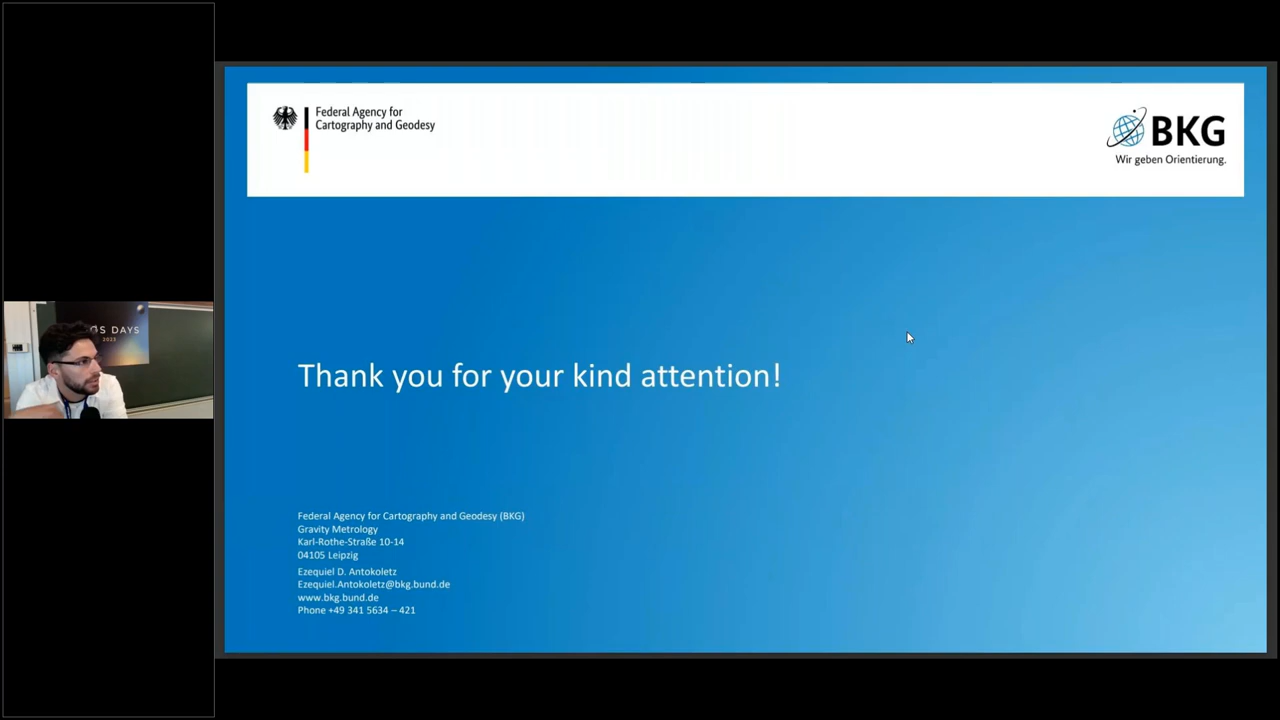 Federal Agency for
Cartography and Geodesy
BKG
Wir geben Orientierung.
S DAYS
2023
Thank you for your kind attention!
Federal Agency for Cartography and Geodesy (BKG)
Gravity Metrology
Karl-Rothe-Straße 10-14
04105 Leipzig
Ezequiel D. Antokoletz
Ezequiel.Antokoletz@bkg.bund.de
www.bkg.bund.de
Phone +49 341 5634 – 421